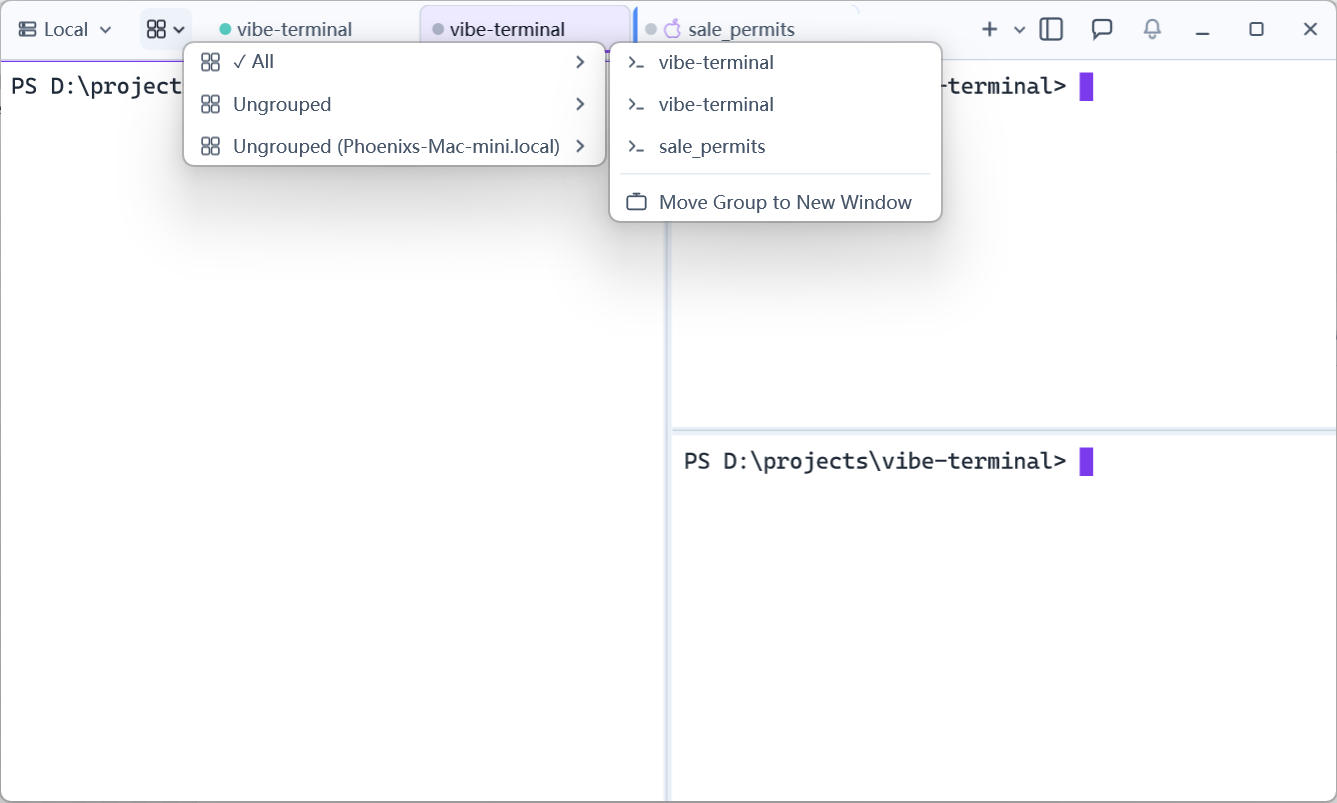 Local
vibe-terminal
vibe-terminal
sale_permits
PS D:\project
✓ All
Ungrouped
Ungrouped (Phoenixs-Mac-mini.local)
vibe-terminal
vibe-terminal
sale_permits
Move Group to New Window
-terminal>
PS D:\projects\vibe-terminal>